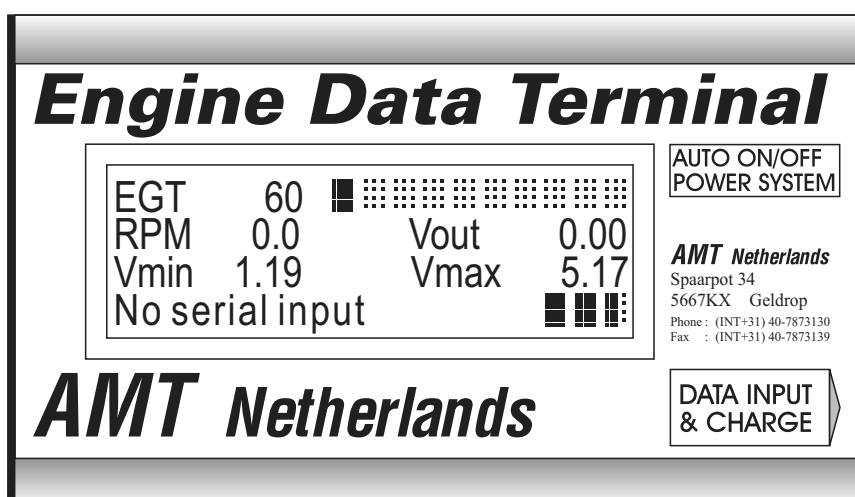 Engine Data Terminal
EGT 60
RPM 0.0 Vout 0.00
Vmin 1.19 Vmax 5.17
No serial input
AUTO ON/OFF
POWER SYSTEM
AMT Netherlands
Spaarpot 34
5667KX Geldrop
Phone : (INT+31) 40-7873130
Fax : (INT+31) 40-7873139
AMT Netherlands
DATA INPUT
& CHARGE